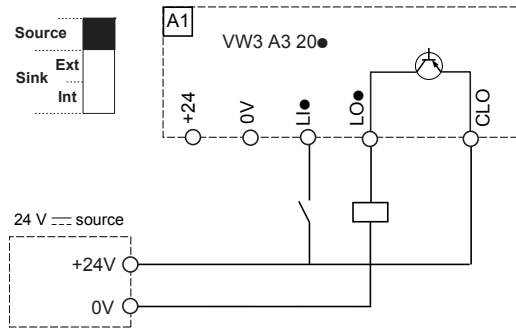 Source
Sink
Ext
Int
A1
VW3 A3 20●
+24
0V
LI●
LO●
CLO
24 V ⎓ source
+24V
0V